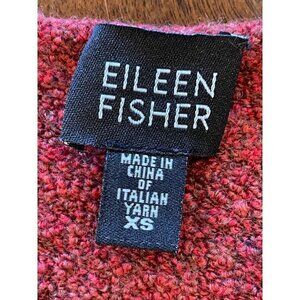 EILEEN
FISHER
MADE IN
CHINA
OF
ITALIAN
YARN
XS